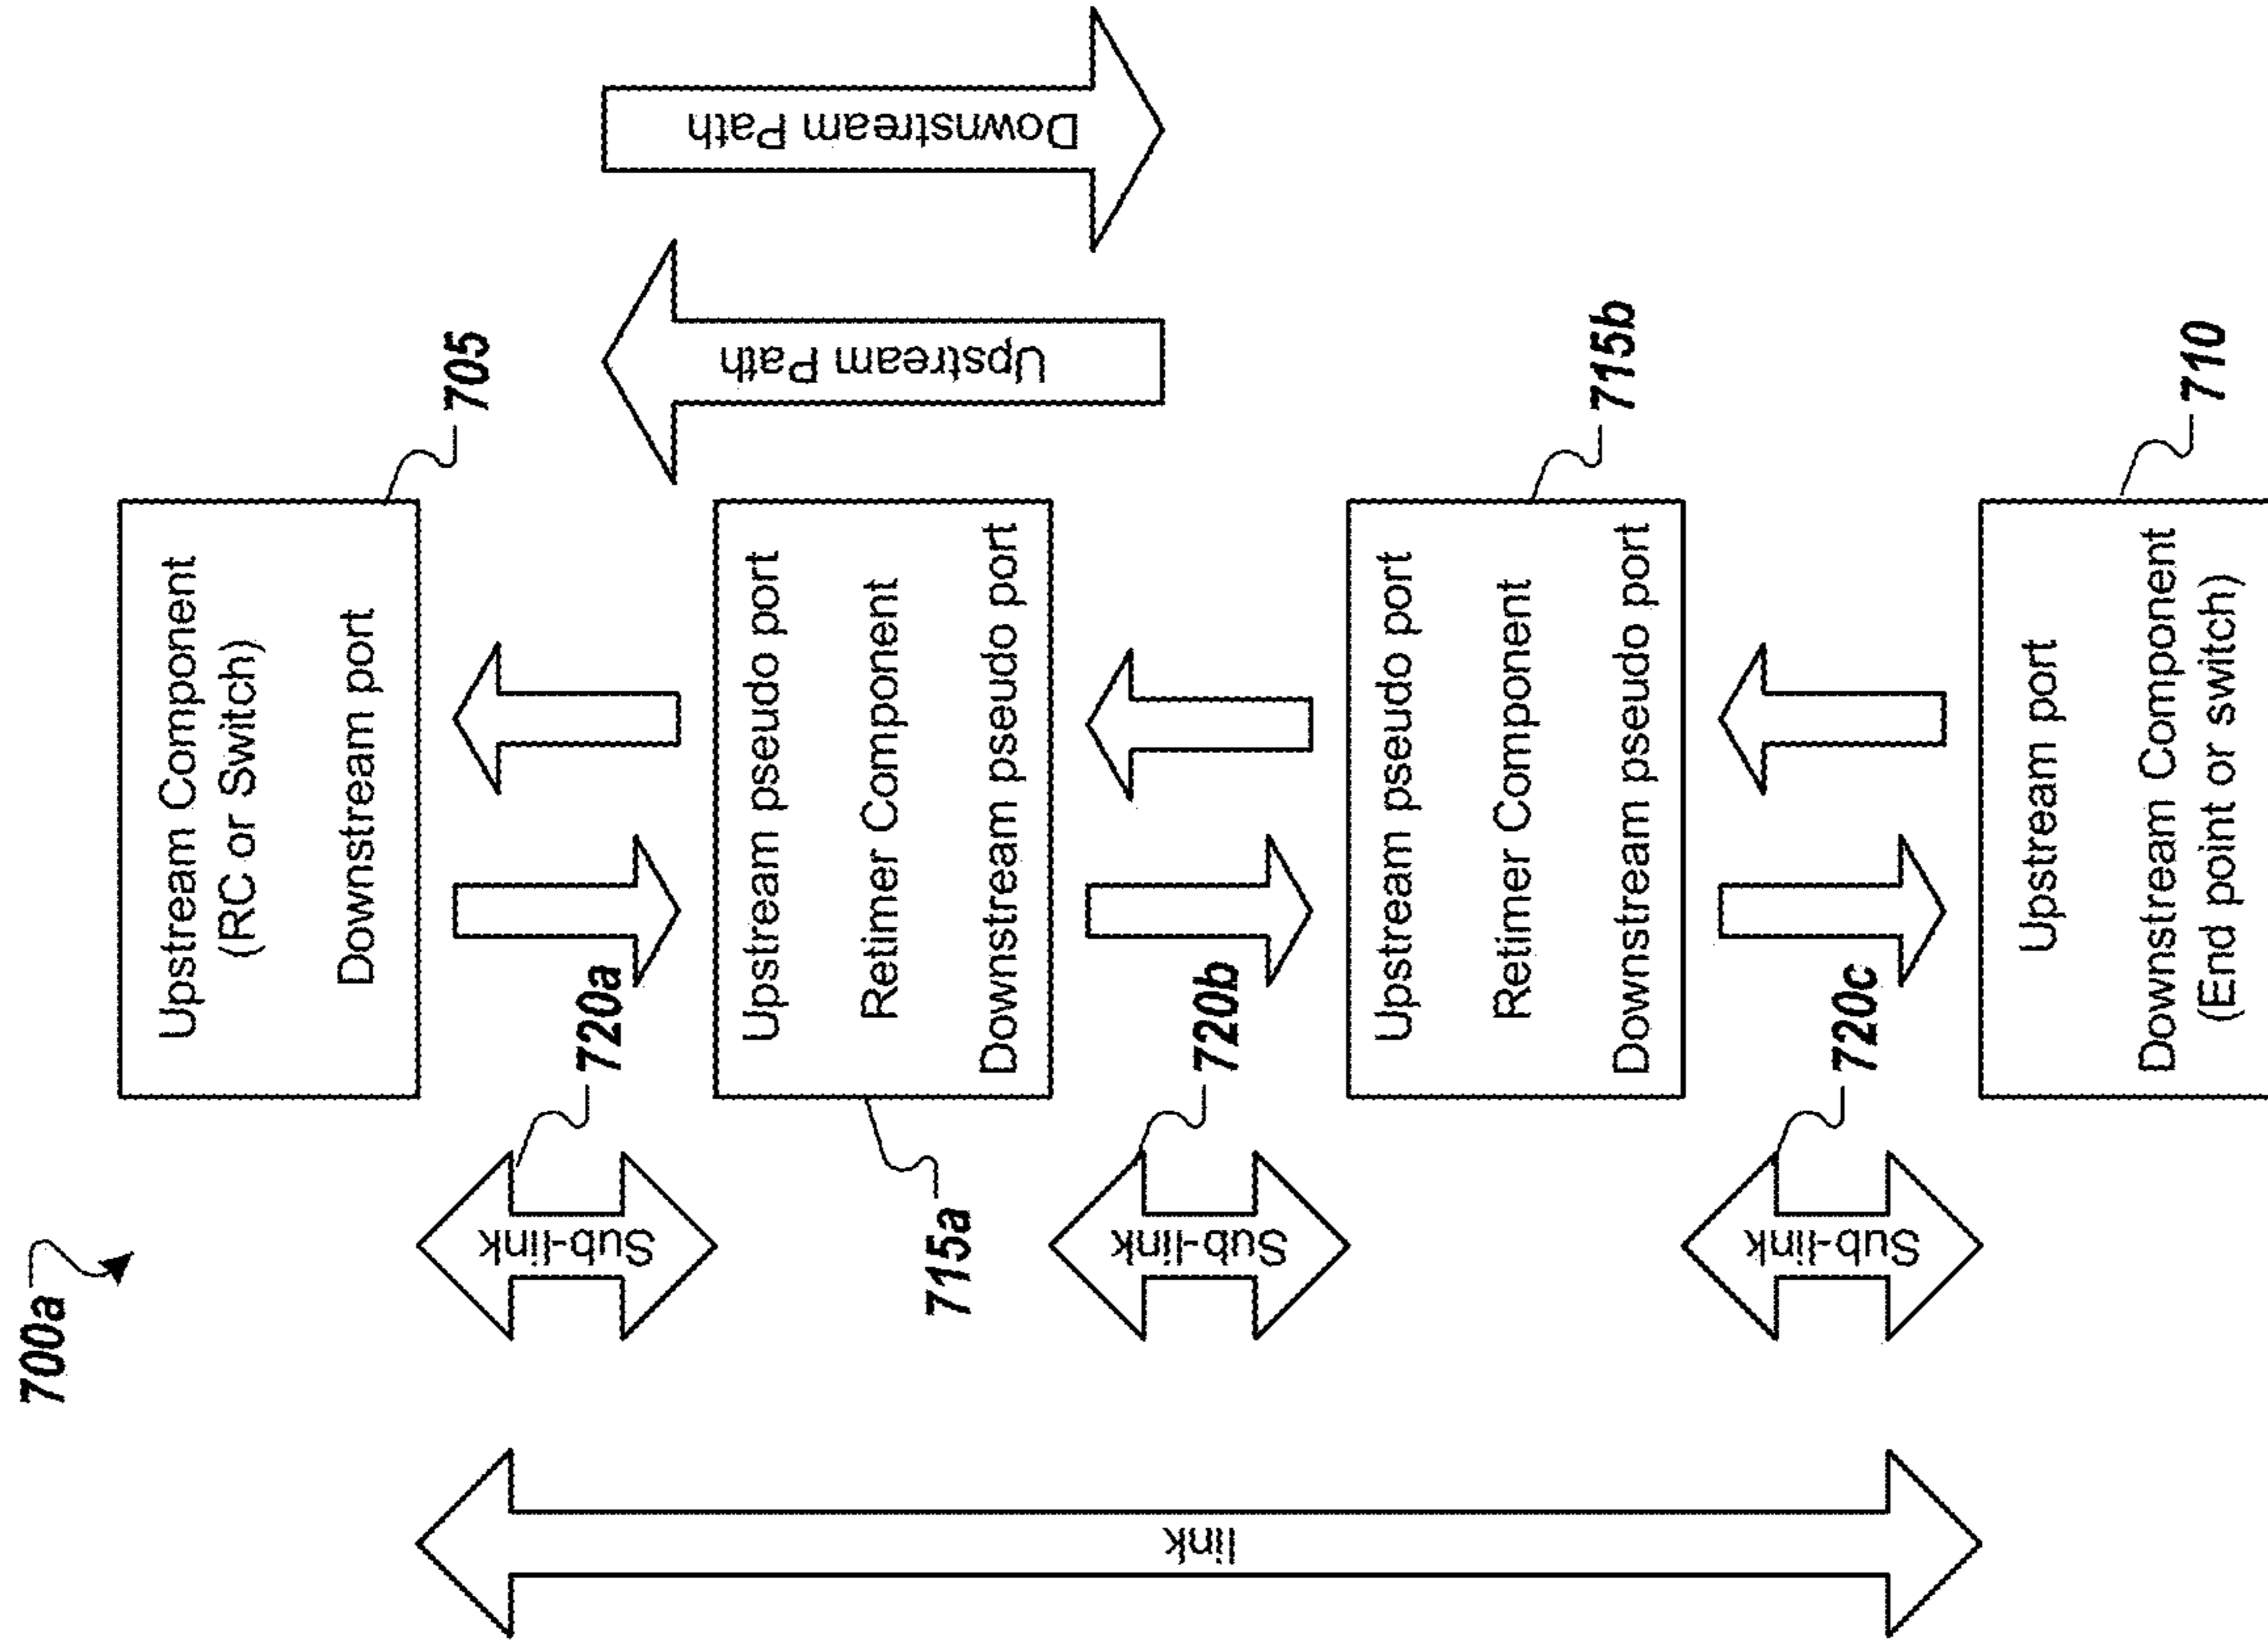 700a
Upstream Component
(RC or Switch)
Downstream port
705
720a
Sub-link
Upstream pseudo port
Retimer Component
Downstream pseudo port
715a
Upstream Path
Downstream Path
720b
Sub-link
Upstream pseudo port
Retimer Component
Downstream pseudo port
715b
720c
Sub-link
link
Upstream port
Downstream Component
(End point or switch)
710